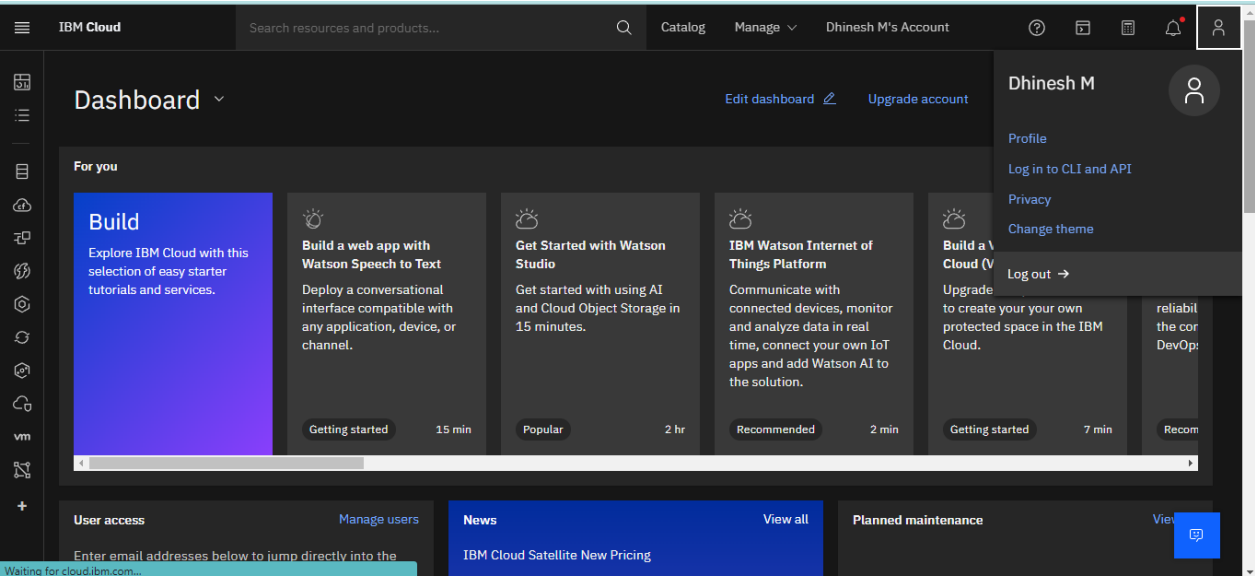 IBM Cloud
Search resources and products...
Catalog
Manage
Dhinesh M's Account
Dashboard
Edit dashboard
Upgrade account
Dhinesh M
Profile
Log in to CLI and API
Privacy
Change theme
Log out →
For you
Build
Explore IBM Cloud with this
selection of easy starter
tutorials and services.
Build a web app with
Watson Speech to Text
Deploy a conversational
interface compatible with
any application, device, or
channel.
Getting started
15 min
Get Started with Watson
Studio
Get started with using AI
and Cloud Object Storage in
15 minutes.
Popular
2 hr
IBM Watson Internet of
Things Platform
Communicate with
connected devices, monitor
and analyze data in real
time, connect your own IoT
apps and add Watson AI to
the solution.
Recommended
2 min
Build a V
Cloud (V
Upgrade
to create your your own
protected space in the IBM
Cloud.
Getting started
7 min
reliabil
the cor
DevOps
Recom
vm
User access
Manage users
Enter email addresses below to jump directly into the
News
View all
IBM Cloud Satellite New Pricing
Planned maintenance
Vie
Waiting for cloud.ibm.com...